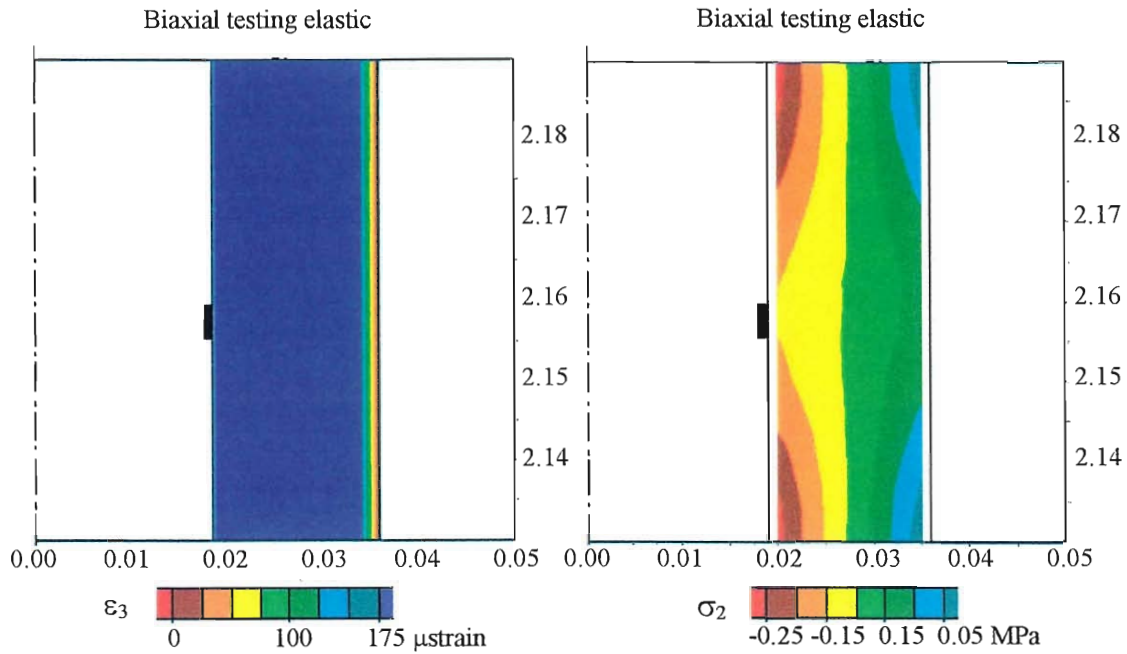 Biaxial testing elastic
2.18
2.17
2.16
2.15
2.14
0.00 0.01 0.02 0.03 0.04 0.05
ε3
0 100 175 μstrain
Biaxial testing elastic
2.18
2.17
2.16
2.15
2.14
0.00 0.01 0.02 0.03 0.04 0.05
σ2
-0.25 -0.15 0.15 0.05 MPa